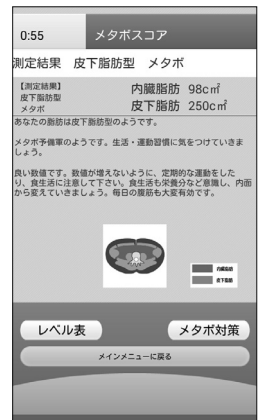 0:55
メタボスコア
測定結果 皮下脂肪型 メタボ
【測定結果】
皮下脂肪型
メタボ
内臓脂肪 98c㎡
皮下脂肪 250c㎡
あなたの脂肪は皮下脂肪型のようです。
メタボ予備軍のようです。生活・運動習慣に気をつけていきま
しょう。
良い数値です。数値が増えないように、定期的な運動をした
り、食生活に注意して下さい。食生活も栄養分など意識し、内面
から変えていきましょう。毎日の腹筋も大変有効です。
内臓脂肪
皮下脂肪
レベル表
メタボ対策
メインメニューに戻る